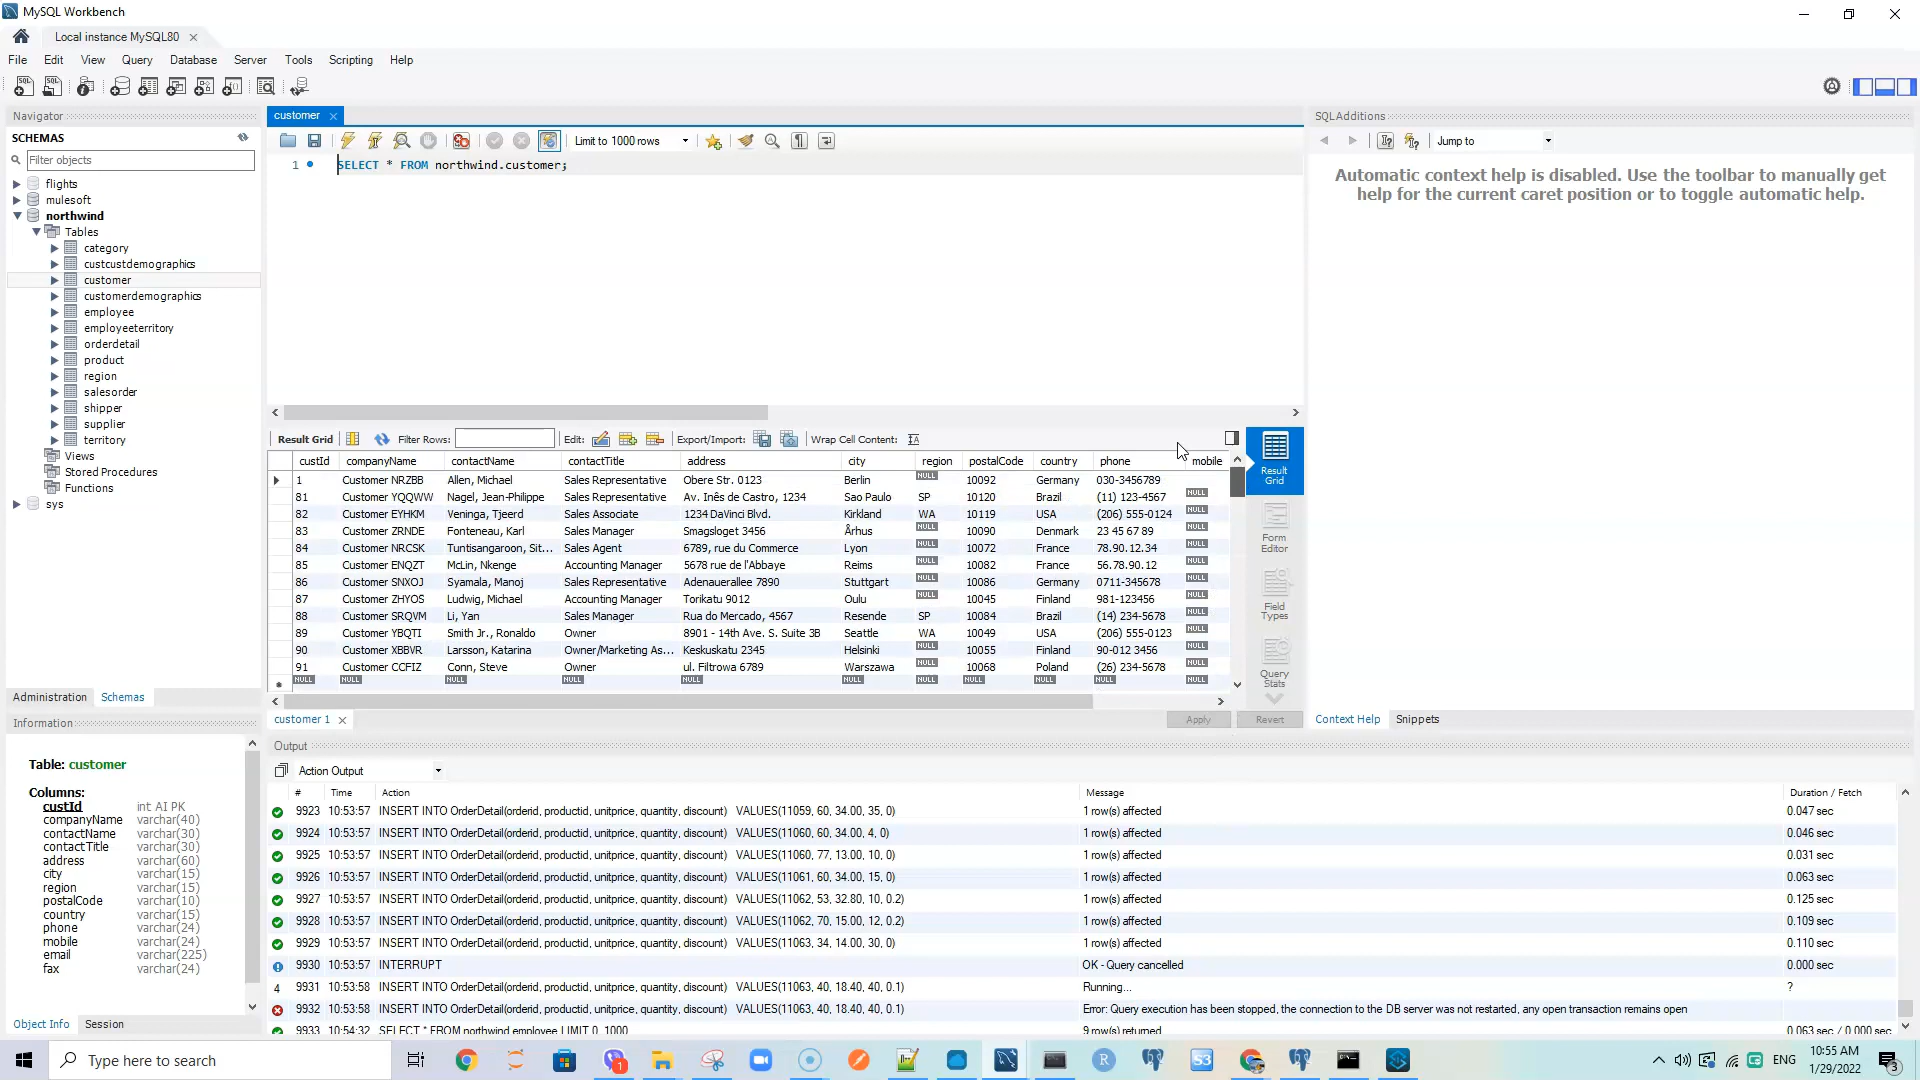 MySQL Workbench
Local instance MySQL80
File Edit View Query Database Server Tools Scripting Help
Navigator
SCHEMAS
Filter objects
flights
mulesoft
northwind
Tables
category
custcustdemographics
customer
customerdemographics
employee
employeeterritory
orderdetail
product
region
salesorder
shipper
supplier
territory
Views
Stored Procedures
Functions
sys
Administration Schemas
Information
Table: customer
Columns:
custId int AI PK
companyName varchar(40)
contactName varchar(30)
contactTitle varchar(30)
address varchar(60)
city varchar(15)
region varchar(15)
postalCode varchar(10)
country varchar(15)
phone varchar(24)
mobile varchar(24)
email varchar(225)
fax varchar(24)
Object Info Session
customer
Limit to 1000 rows
1 SELECT * FROM northwind.customer;
Result Grid Filter Rows: Edit: Export/Import: Wrap Cell Content:
custId companyName contactName contactTitle address city region postalCode country phone mobile
1 Customer NRZBB Allen, Michael Sales Representative Obere Str. 0123 Berlin NULL 10092 Germany 030-3456789
81 Customer YQQWW Nagel, Jean-Philippe Sales Representative Av. Inês de Castro, 1234 Sao Paulo SP 10120 Brazil (11) 123-4567 NULL
82 Customer EYHKM Veninga, Tjeerd Sales Associate 1234 DaVinci Blvd. Kirkland WA 10119 USA (206) 555-0124 NULL
83 Customer ZRNDE Fonteneau, Karl Sales Manager Smagsloget 3456 Århus NULL 10090 Denmark 23 45 67 89 NULL
84 Customer NRCSK Tuntisangaroon, Sit... Sales Agent 6789, rue du Commerce Lyon NULL 10072 France 78.90.12.34 NULL
85 Customer ENQZT McLin, Nkenge Accounting Manager 5678 rue de l'Abbaye Reims NULL 10082 France 56.78.90.12 NULL
86 Customer SNXOJ Syamala, Manoj Sales Representative Adenauerallee 7890 Stuttgart NULL 10086 Germany 0711-345678 NULL
87 Customer ZHYOS Ludwig, Michael Accounting Manager Torikatu 9012 Oulu NULL 10045 Finland 981-123456 NULL
88 Customer SRQVM Li, Yan Sales Manager Rua do Mercado, 4567 Resende SP 10084 Brazil (14) 234-5678 NULL
89 Customer YBQTI Smith Jr., Ronaldo Owner 8901 - 14th Ave. S. Suite 3B Seattle WA 10049 USA (206) 555-0123 NULL
90 Customer XBBVR Larsson, Katarina Owner/Marketing As... Keskuskatu 2345 Helsinki NULL 10055 Finland 90-012 3456 NULL
91 Customer CCFIZ Conn, Steve Owner ul. Filtrowa 6789 Warszawa NULL 10068 Poland (26) 234-5678 NULL
NULL NULL NULL NULL NULL NULL NULL NULL NULL NULL NULL
Result Grid
Form Editor
Field Types
Query Stats
customer 1 Apply Revert
SQLAdditions
Jump to
Automatic context help is disabled. Use the toolbar to manually get
help for the current caret position or to toggle automatic help.
Context Help Snippets
Output
Action Output
# Time Action Message Duration / Fetch
9923 10:53:57 INSERT INTO OrderDetail(orderid, productid, unitprice, quantity, discount) VALUES(11059, 60, 34.00, 35, 0) 1 row(s) affected 0.047 sec
9924 10:53:57 INSERT INTO OrderDetail(orderid, productid, unitprice, quantity, discount) VALUES(11060, 60, 34.00, 4, 0) 1 row(s) affected 0.046 sec
9925 10:53:57 INSERT INTO OrderDetail(orderid, productid, unitprice, quantity, discount) VALUES(11060, 77, 13.00, 10, 0) 1 row(s) affected 0.031 sec
9926 10:53:57 INSERT INTO OrderDetail(orderid, productid, unitprice, quantity, discount) VALUES(11061, 60, 34.00, 15, 0) 1 row(s) affected 0.063 sec
9927 10:53:57 INSERT INTO OrderDetail(orderid, productid, unitprice, quantity, discount) VALUES(11062, 53, 32.80, 10, 0.2) 1 row(s) affected 0.125 sec
9928 10:53:57 INSERT INTO OrderDetail(orderid, productid, unitprice, quantity, discount) VALUES(11062, 70, 15.00, 12, 0.2) 1 row(s) affected 0.109 sec
9929 10:53:57 INSERT INTO OrderDetail(orderid, productid, unitprice, quantity, discount) VALUES(11063, 34, 14.00, 30, 0) 1 row(s) affected 0.110 sec
9930 10:53:57 INTERRUPT OK - Query cancelled 0.000 sec
4 9931 10:53:58 INSERT INTO OrderDetail(orderid, productid, unitprice, quantity, discount) VALUES(11063, 40, 18.40, 40, 0.1) Running... ?
9932 10:53:58 INSERT INTO OrderDetail(orderid, productid, unitprice, quantity, discount) VALUES(11063, 40, 18.40, 40, 0.1) Error: Query execution has been stopped, the connection to the DB server was not restarted, any open transaction remains open
9933 10:54:32 SELECT * FROM northwind.employee LIMIT 0, 1000 9 row(s) returned 0.063 sec / 0.000 sec
Type here to search
ENG
10:55 AM
1/29/2022